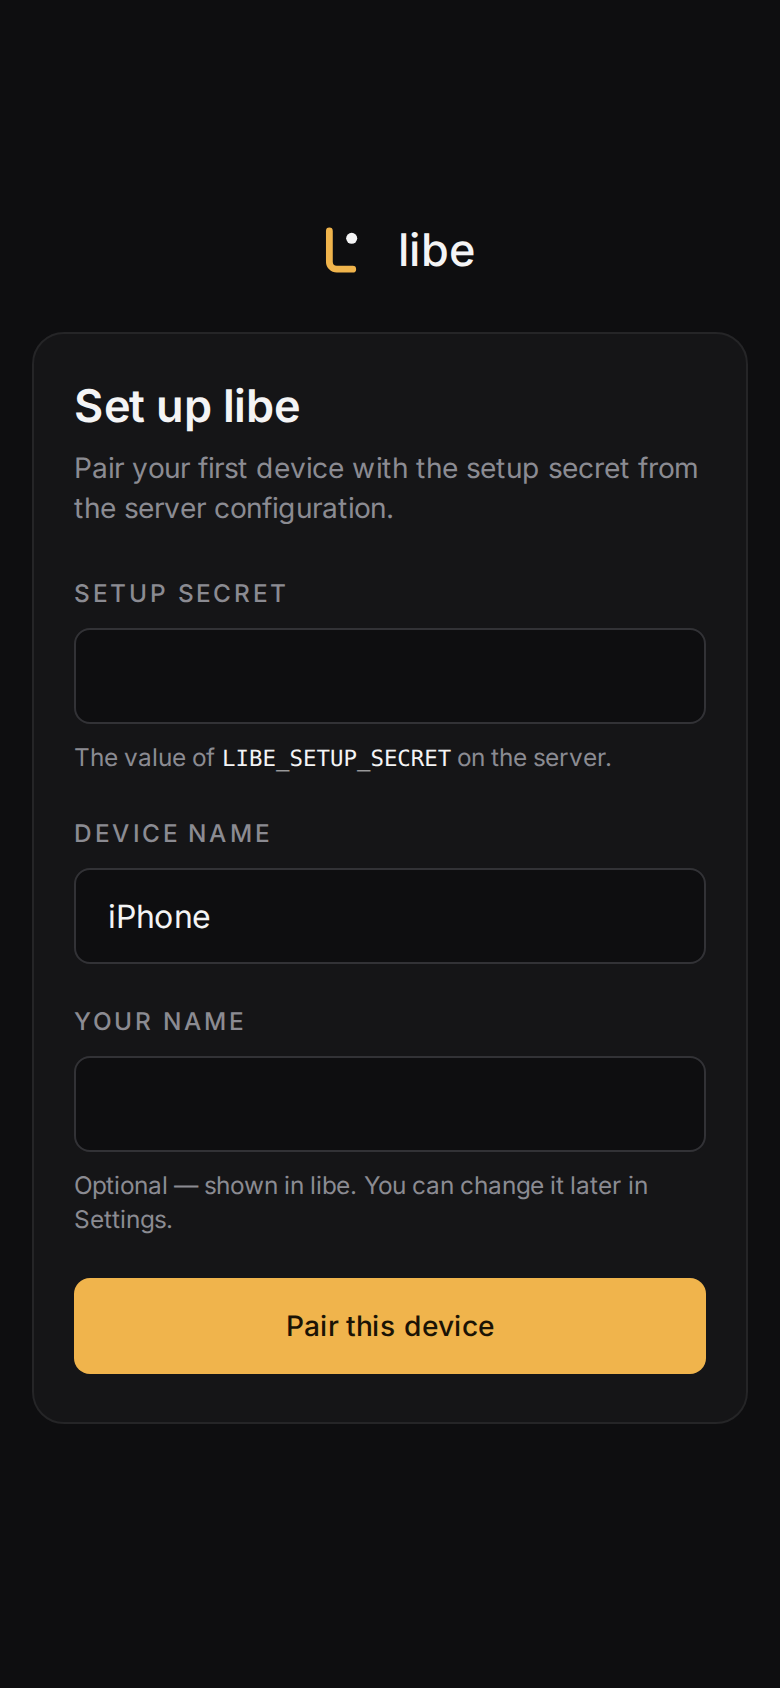 libe
Set up libe
Pair your first device with the setup secret from
the server configuration.
SETUP SECRET
The value of LIBE_SETUP_SECRET on the server.
DEVICE NAME
iPhone
YOUR NAME
Optional — shown in libe. You can change it later in
Settings.
Pair this device